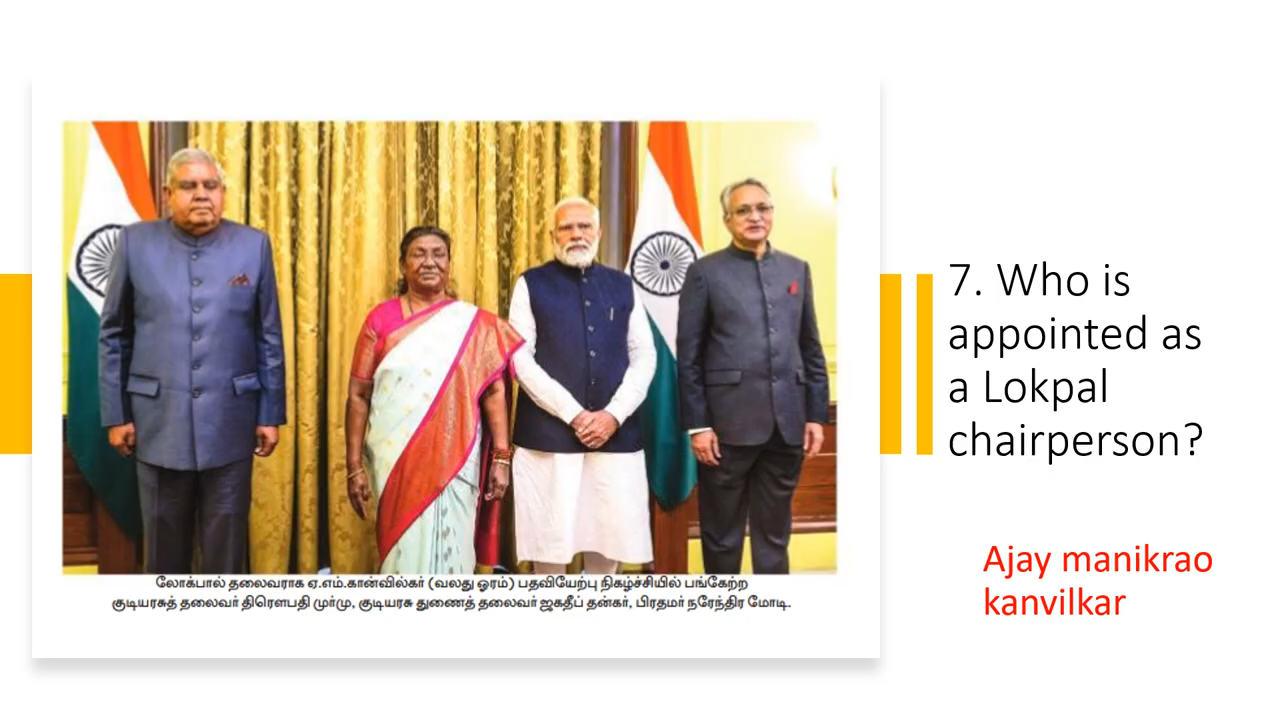 லோக்பால் தலைவராக ஏ.எம்.கான்வில்கர் (வலது ஓரம்) பதவியேற்பு நிகழ்ச்சியில் பங்கேற்ற
குடியரசுத் தலைவர் திரௌபதி முர்மு, குடியரசு துணைத் தலைவர் ஜகதீப் தன்கர், பிரதமர் நரேந்திர மோடி.
7. Who is
appointed as
a Lokpal
chairperson?
Ajay manikrao
kanvilkar